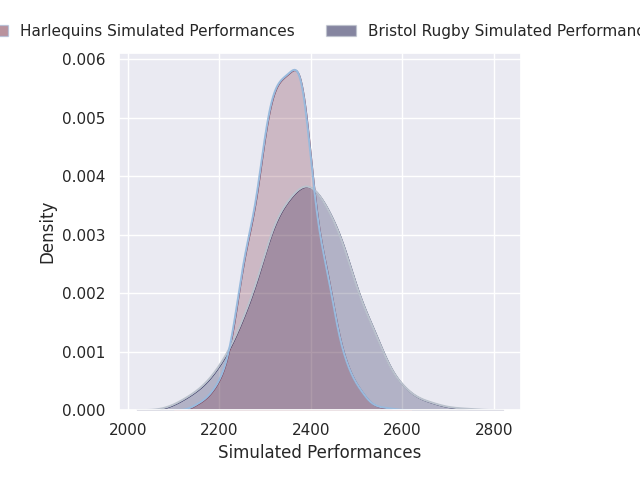 Harlequins Simulated Performances
Bristol Rugby Simulated
0.006
0.005
0.004
0.003
0.002
0.001
0.000
Density
2000 2200 2400 2600 2800
Simulated Performances